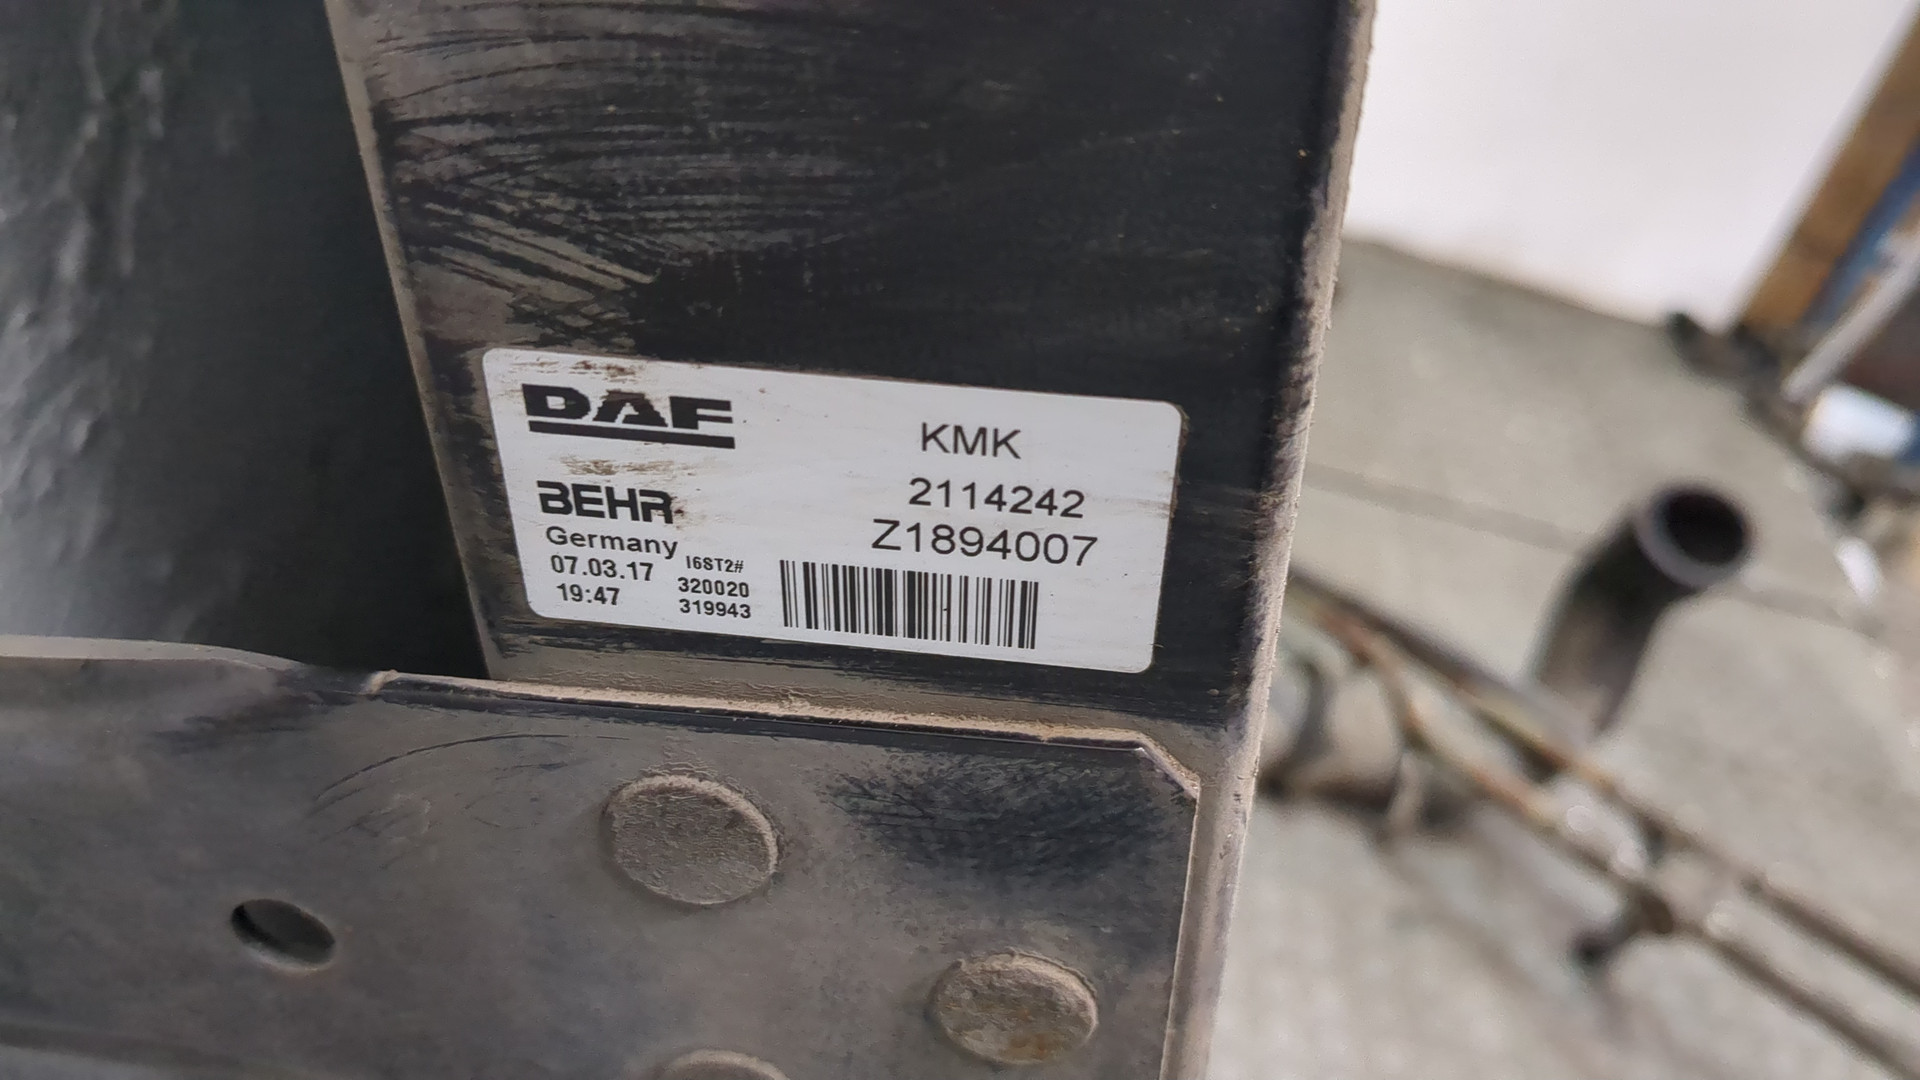 DAF
KMK
BEHR
2114242
Germany
Z1894007
07.03.17
I6ST2#
19:47
320020
319943